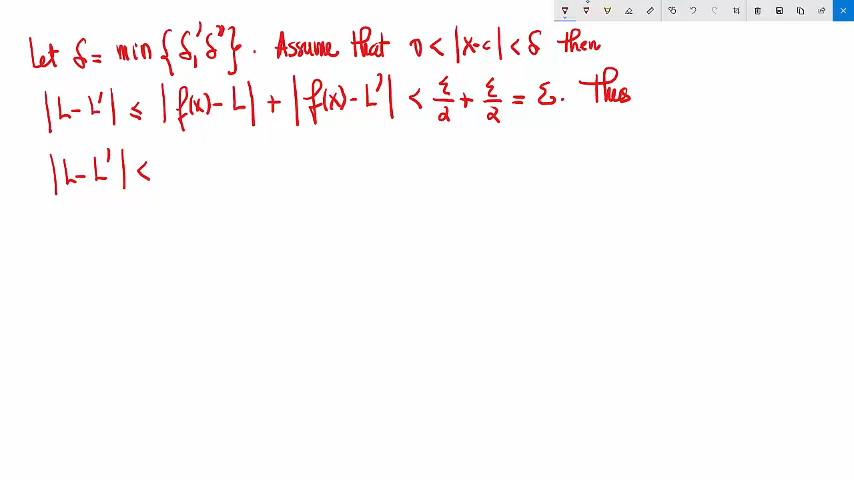 Let δ = min{δ', δ''}. Assume that 0 < |x-c| < δ then
|L-L'| ≤ |f(x)-L| + |f(x)-L'| < ε/2 + ε/2 = ε. Thus
|L-L'| <